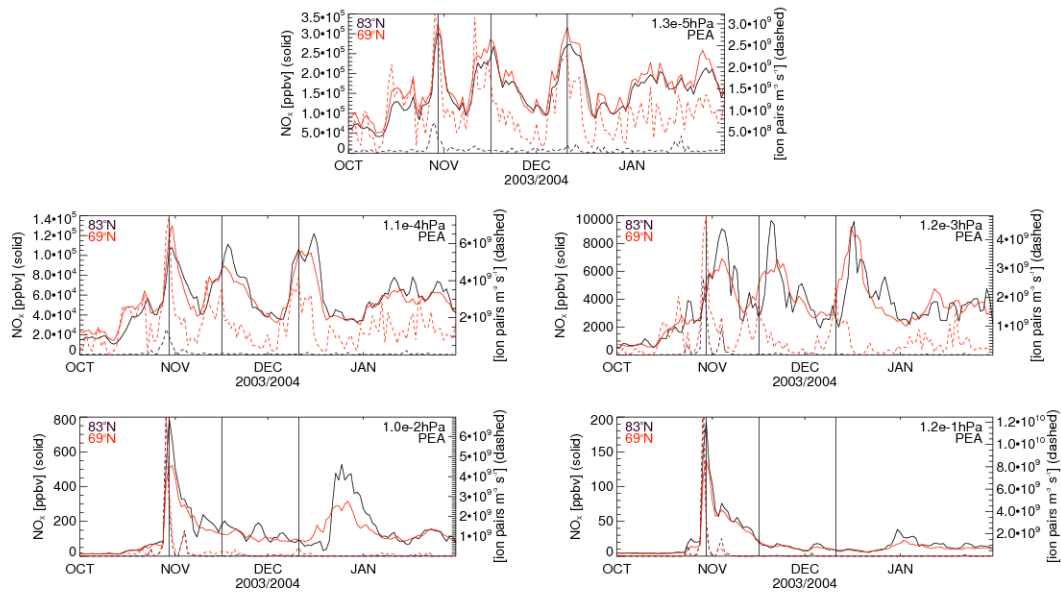 3.5•10⁵
3.0•10⁵
2.5•10⁵
2.0•10⁵
1.5•10⁵
1.0•10⁵
5.0•10⁴
0
NOₓ [ppbv] (solid)
83°N
69°N
1.3e-5hPa
PEA
3.0•10⁹
2.5•10⁹
2.0•10⁹
1.5•10⁹
1.0•10⁹
5.0•10⁸
[ion pairs m⁻³ s⁻¹] (dashed)
OCT NOV DEC JAN
2003/2004
1.4•10⁵
1.2•10⁵
1.0•10⁵
8.0•10⁴
6.0•10⁴
4.0•10⁴
2.0•10⁴
0
NOₓ [ppbv] (solid)
83°N
69°N
1.1e-4hPa
PEA
6•10⁹
4•10⁹
2•10⁹
[ion pairs m⁻³ s⁻¹] (dashed)
OCT NOV DEC JAN
2003/2004
10000
8000
6000
4000
2000
0
NOₓ [ppbv] (solid)
83°N
69°N
1.2e-3hPa
PEA
4•10⁹
3•10⁹
2•10⁹
1•10⁹
[ion pairs m⁻³ s⁻¹] (dashed)
OCT NOV DEC JAN
2003/2004
800
600
400
200
0
NOₓ [ppbv] (solid)
83°N
69°N
1.0e-2hPa
PEA
6•10⁹
5•10⁹
4•10⁹
3•10⁹
2•10⁹
1•10⁹
[ion pairs m⁻³ s⁻¹] (dashed)
OCT NOV DEC JAN
2003/2004
200
150
100
50
0
NOₓ [ppbv] (solid)
83°N
69°N
1.2e-1hPa
PEA
1.2•10¹⁰
1.0•10¹⁰
8.0•10⁹
6.0•10⁹
4.0•10⁹
2.0•10⁹
[ion pairs m⁻³ s⁻¹] (dashed)
OCT NOV DEC JAN
2003/2004